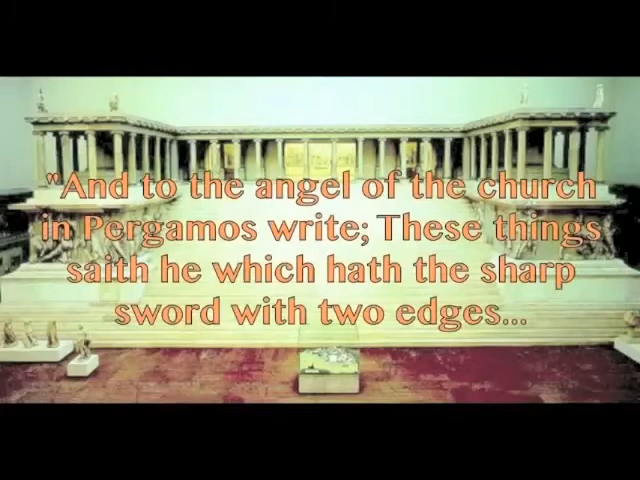 "And to the angel of the church
in Pergamos write; These things
saith he which hath the sharp
sword with two edges...